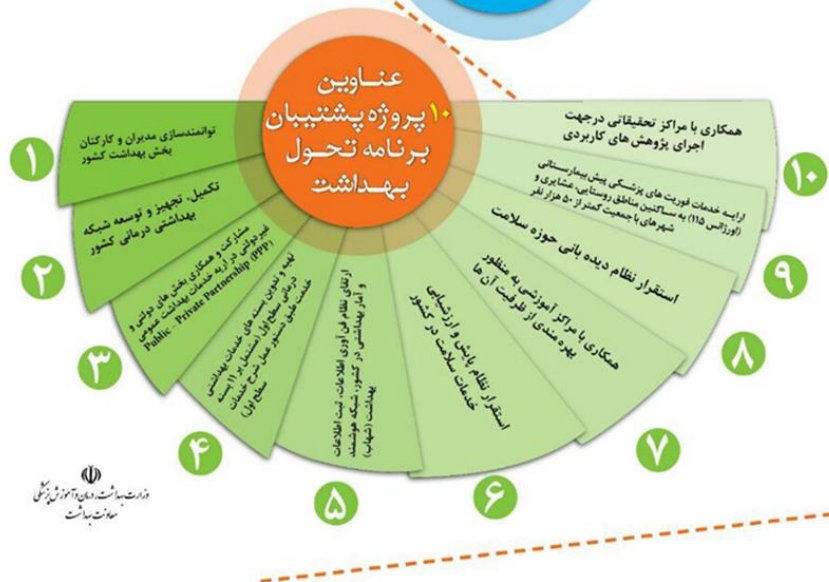 عناوین
۱۰ پروژه پشتیبان
برنامه تحول
بهداشت
۱
توانمندسازی مدیران و کارکنان
بخش بهداشت کشور
۲
تکمیل، تجهیز و توسعه شبکه
بهداشتی درمانی کشور
۳
مشارکت و همکاری بخش های دولتی و
غیردولتی در ارایه خدمات بهداشت عمومی
Public - Private Partnership (PPP)
۴
تهیه و تدوین بسته های خدمات بهداشتی
درمانی سطح اول (مشتمل بر ۱۱ بسته
خدمت طبق دستور عمل شرح خدمات
سطح اول)
۵
ارتقای نظام فن آوری اطلاعات، ثبت اطلاعات
و آمار بهداشتی در کشور، شبکه هوشمند
بهداشت (شهاب)
۶
استقرار نظام پایش و ارزشیابی
خدمات سلامت در کشور
۷
همکاری با مراکز آموزشی به منظور
بهره مندی از ظرفیت آن ها
۸
استقرار نظام دیده بانی حوزه سلامت
۹
ارایه خدمات فوریت های پزشکی پیش بیمارستانی
(اورژانس ۱۱۵) به ساکنین مناطق روستایی، عشایری و
شهرهای با جمعیت کمتر از ۵۰ هزار نفر
۱۰
همکاری با مراکز تحقیقاتی درجهت
اجرای پژوهش های کاربردی
وزارت بهداشت، درمان و آموزش پزشکی
معاونت بهداشت